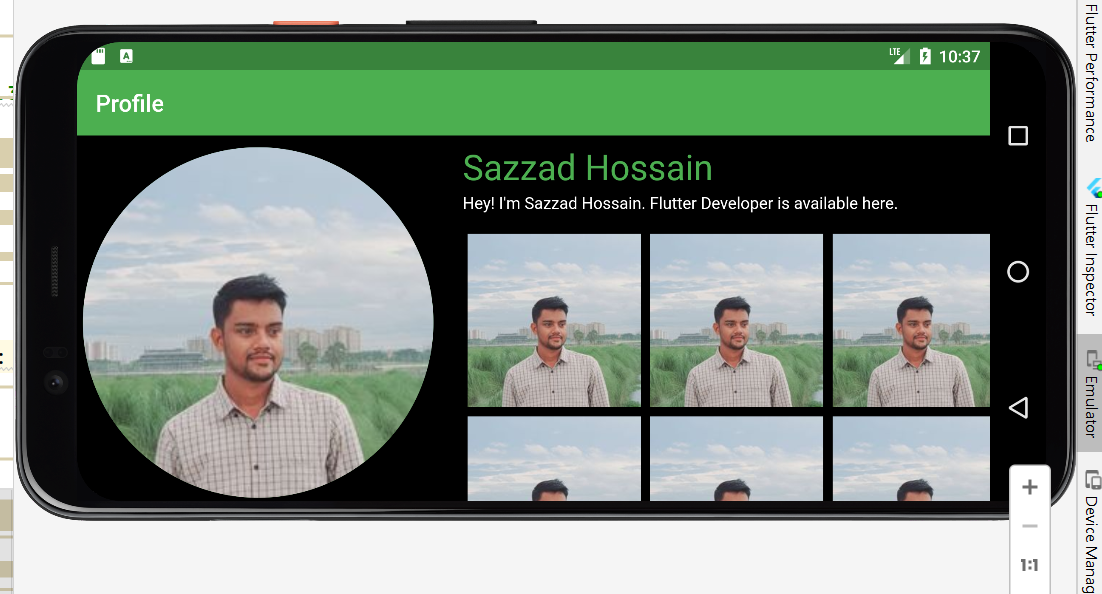 A
LTE
10:37
Profile
Sazzad Hossain
Hey! I'm Sazzad Hossain. Flutter Developer is available here.
+
−
1:1
Flutter Performance
Flutter Inspector
Emulator
Device Manag